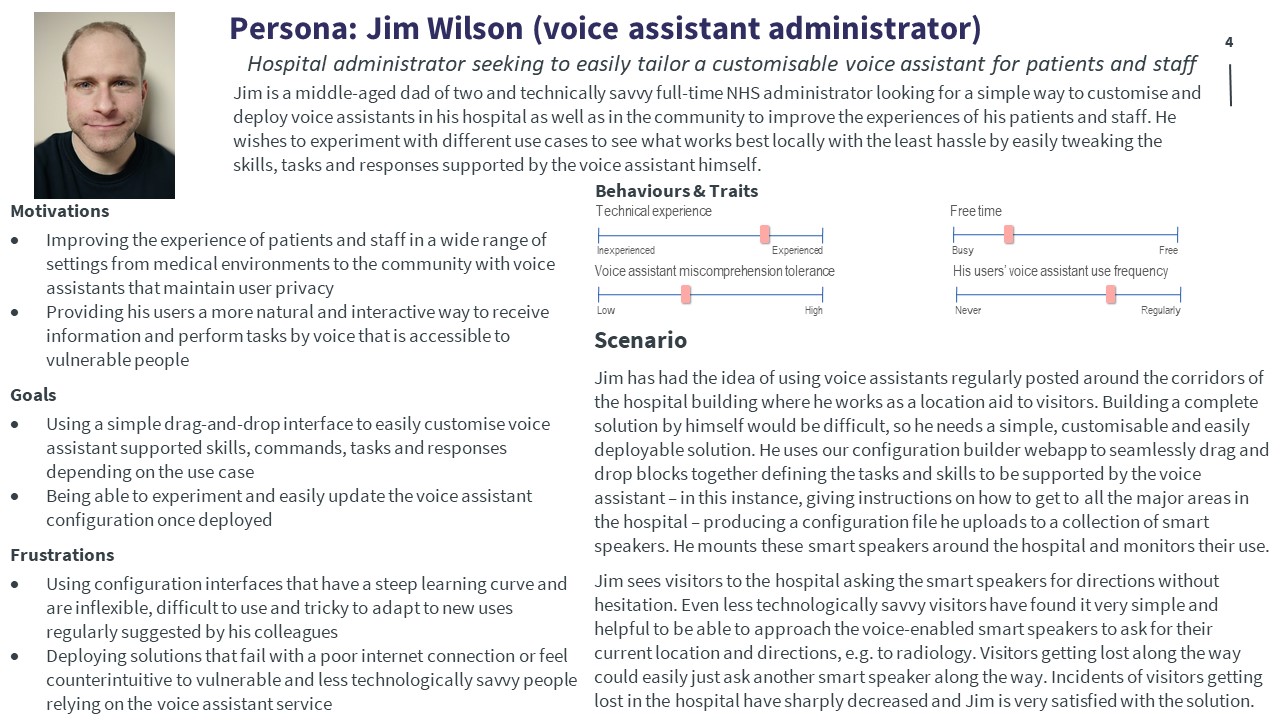 Persona: Jim Wilson (voice assistant administrator)
4
Hospital administrator seeking to easily tailor a customisable voice assistant for patients and staff
Jim is a middle-aged dad of two and technically savvy full-time NHS administrator looking for a simple way to customise and
deploy voice assistants in his hospital as well as in the community to improve the experiences of his patients and staff. He
wishes to experiment with different use cases to see what works best locally with the least hassle by easily tweaking the
skills, tasks and responses supported by the voice assistant himself.
Motivations
● Improving the experience of patients and staff in a wide range of
settings from medical environments to the community with voice
assistants that maintain user privacy
● Providing his users a more natural and interactive way to receive
information and perform tasks by voice that is accessible to
vulnerable people
Goals
● Using a simple drag-and-drop interface to easily customise voice
assistant supported skills, commands, tasks and responses
depending on the use case
● Being able to experiment and easily update the voice assistant
configuration once deployed
Frustrations
● Using configuration interfaces that have a steep learning curve and
are inflexible, difficult to use and tricky to adapt to new uses
regularly suggested by his colleagues
● Deploying solutions that fail with a poor internet connection or feel
counterintuitive to vulnerable and less technologically savvy people
relying on the voice assistant service
Behaviours & Traits
Technical experience
Inexperienced Experienced
Free time
Busy Free
Voice assistant miscomprehension tolerance
Low High
His users' voice assistant use frequency
Never Regularly
Scenario
Jim has had the idea of using voice assistants regularly posted around the corridors of
the hospital building where he works as a location aid to visitors. Building a complete
solution by himself would be difficult, so he needs a simple, customisable and easily
deployable solution. He uses our configuration builder webapp to seamlessly drag and
drop blocks together defining the tasks and skills to be supported by the voice
assistant – in this instance, giving instructions on how to get to all the major areas in
the hospital – producing a configuration file he uploads to a collection of smart
speakers. He mounts these smart speakers around the hospital and monitors their use.
Jim sees visitors to the hospital asking the smart speakers for directions without
hesitation. Even less technologically savvy visitors have found it very simple and
helpful to be able to approach the voice-enabled smart speakers to ask for their
current location and directions, e.g. to radiology. Visitors getting lost along the way
could easily just ask another smart speaker along the way. Incidents of visitors getting
lost in the hospital have sharply decreased and Jim is very satisfied with the solution.